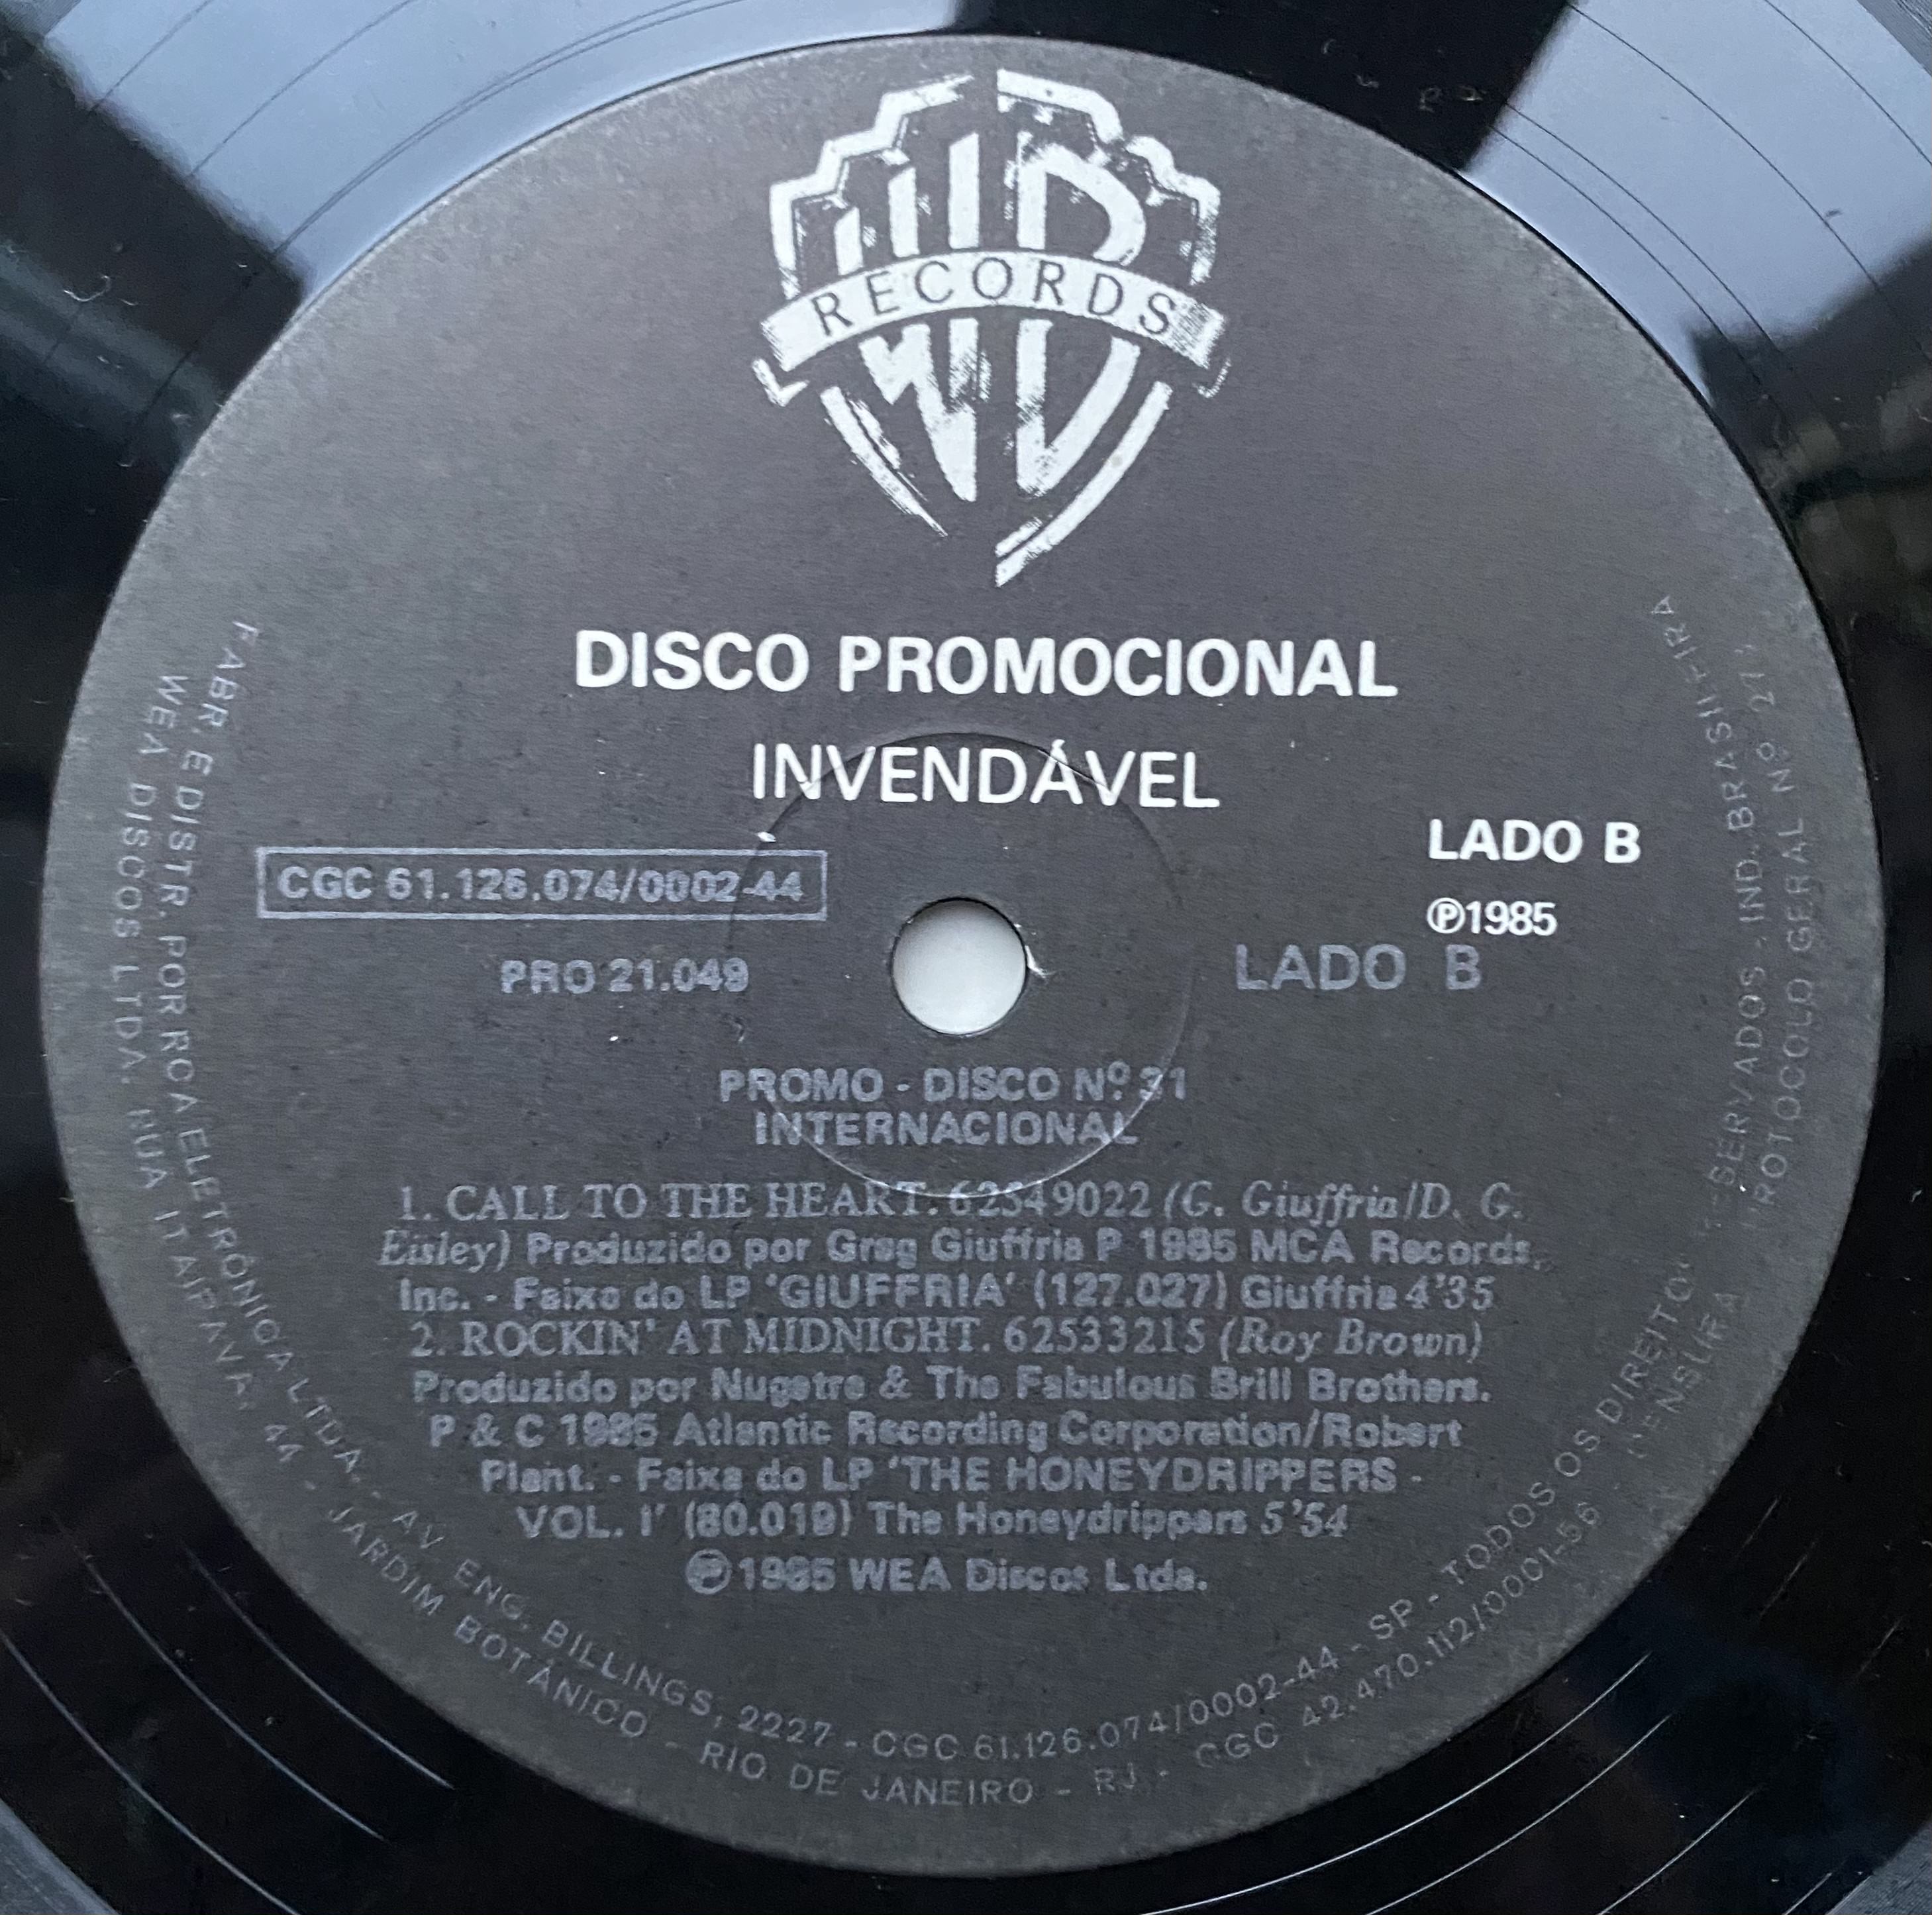 WB
RECORDS
DISCO PROMOCIONAL
INVENDÁVEL
LADO B
℗1985
CGC 61.126.074/0002-44
PRO 21.049
LADO B
PROMO - DISCO Nº 31
INTERNACIONAL
1. CALL TO THE HEART. 62549022 (G. Giuffria/D. G.
Eisley) Produzido por Greg Giuffria P 1985 MCA Records,
Inc. - Faixa do LP 'GIUFFRIA' (127.027) Giuffria 4'35
2. ROCKIN' AT MIDNIGHT. 62533215 (Roy Brown)
Produzido por Nugetre & The Fabulous Brill Brothers.
P & C 1985 Atlantic Recording Corporation/Robert
Plant. - Faixa do LP 'THE HONEYDRIPPERS -
VOL. I' (80.019) The Honeydrippers 5'54
℗1985 WEA Discos Ltda.
FABR. E DISTR. POR RCA ELETRÔNICA LTDA. - AV. ENG. BILLINGS, 2227 - CGC 61.126.074/0002-44 - SP - TODOS OS DIREITOS RESERVADOS - IND. BRASILEIRA
WEA DISCOS LTDA. RUA ITAIPAVA, 44 - JARDIM BOTÂNICO - RIO DE JANEIRO - RJ - CGC 42.470.112/0001-56 - CENSURA PROTOCOLO GERAL Nº